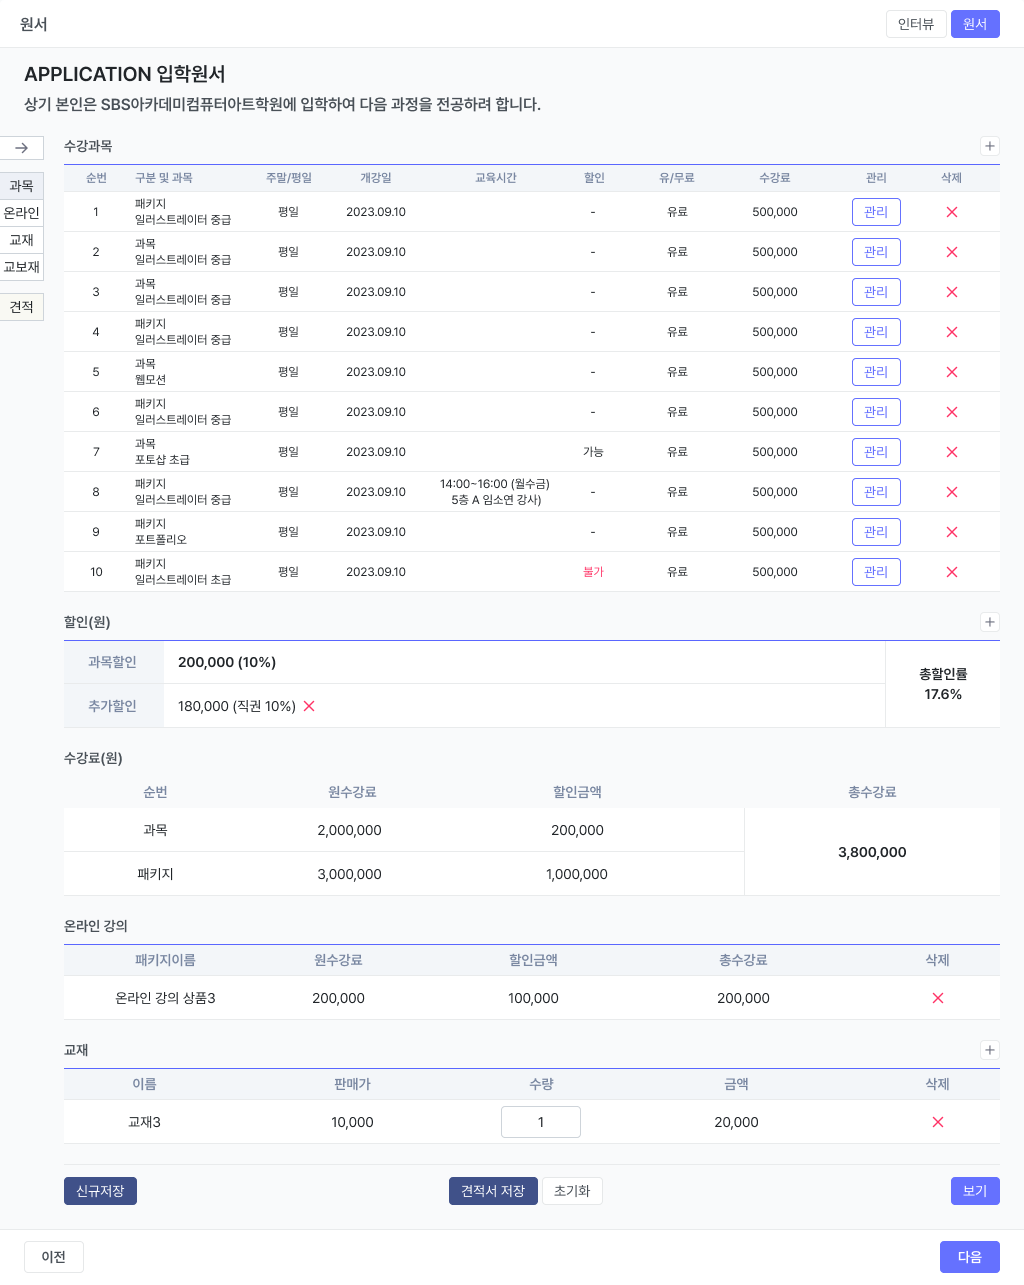 원서
인터뷰 원서
APPLICATION 입학원서
상기 본인은 SBS아카데미컴퓨터아트학원에 입학하여 다음 과정을 전공하려 합니다.
과목
온라인
교재
교보재
견적
수강과목
순번 구분 및 과목 주말/평일 개강일 교육시간 할인 유/무료 수강료 관리 삭제
1 패키지 일러스트레이터 중급 평일 2023.09.10 - 유료 500,000 관리
2 과목 일러스트레이터 중급 평일 2023.09.10 - 유료 500,000 관리
3 과목 일러스트레이터 중급 평일 2023.09.10 - 유료 500,000 관리
4 패키지 일러스트레이터 중급 평일 2023.09.10 - 유료 500,000 관리
5 과목 웹모션 평일 2023.09.10 - 유료 500,000 관리
6 패키지 일러스트레이터 중급 평일 2023.09.10 - 유료 500,000 관리
7 과목 포토샵 초급 평일 2023.09.10 가능 유료 500,000 관리
8 패키지 일러스트레이터 중급 평일 2023.09.10 14:00~16:00 (월수금) 5층 A 임소연 강사) - 유료 500,000 관리
9 패키지 포트폴리오 평일 2023.09.10 - 유료 500,000 관리
10 패키지 일러스트레이터 초급 평일 2023.09.10 불가 유료 500,000 관리
할인(원)
과목할인 200,000 (10%)
추가할인 180,000 (직권 10%)
총할인률
17.6%
수강료(원)
순번 원수강료 할인금액 총수강료
과목 2,000,000 200,000
패키지 3,000,000 1,000,000
3,800,000
온라인 강의
패키지이름 원수강료 할인금액 총수강료 삭제
온라인 강의 상품3 200,000 100,000 200,000
교재
이름 판매가 수량 금액 삭제
교재3 10,000 1 20,000
신규저장 견적서 저장 초기화 보기
이전 다음